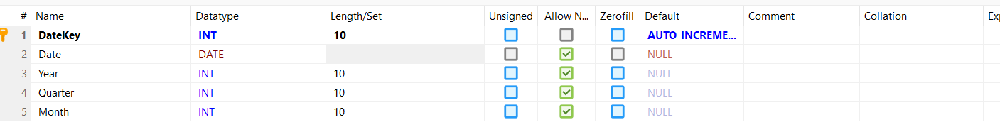 # Name Datatype Length/Set Unsigned Allow N... Zerofill Default Comment Collation Exp
1 DateKey INT 10 AUTO_INCREME...
2 Date DATE NULL
3 Year INT 10 NULL
4 Quarter INT 10 NULL
5 Month INT 10 NULL